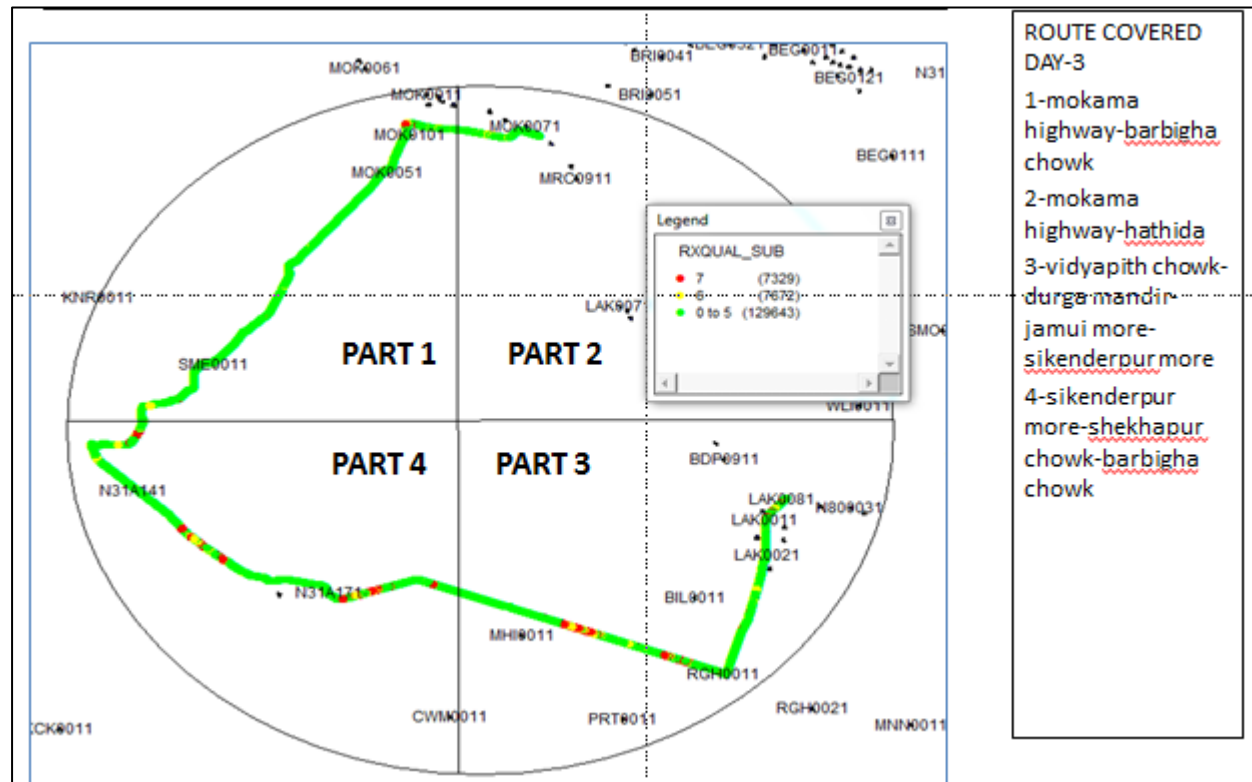 MOK0061
BRI0041
BEG0011
BEG0121
N31
MOK0011
BRI0051
MOK0101
MOK0071
MOK0051
MRO0911
BEG0111
Legend
RXQUAL_SUB
7 (7329)
6 (7672)
0 to 5 (129643)
KNR0011
LAK007
SME0011
PART 1
PART 2
WLI0011
PART 4
PART 3
BDP0911
N31A141
LAK0081
N800031
LAK0011
LAK0021
N31A171
BIL0011
MHI0011
RGH0011
CWM0011
PRT0011
RGH0021
MNN0011
KCK0011
ROUTE COVERED
DAY-3
1-mokama
highway-barbigha
chowk
2-mokama
highway-hathida
3-vidyapith chowk-
durga mandir-
jamui more-
sikenderpur more
4-sikenderpur
more-shekhapur
chowk-barbigha
chowk